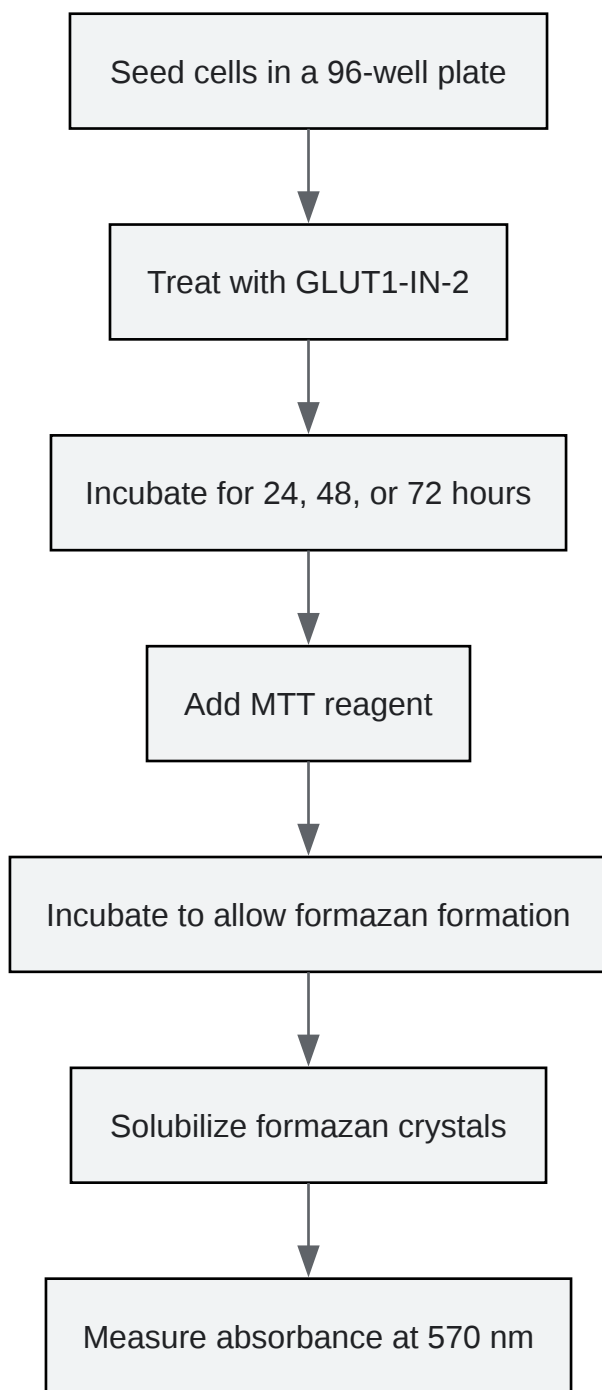 Seed cells in a 96-well plate
Treat with GLUT1-IN-2
Incubate for 24, 48, or 72 hours
Add MTT reagent
Incubate to allow formazan formation
Solubilize formazan crystals
Measure absorbance at 570 nm